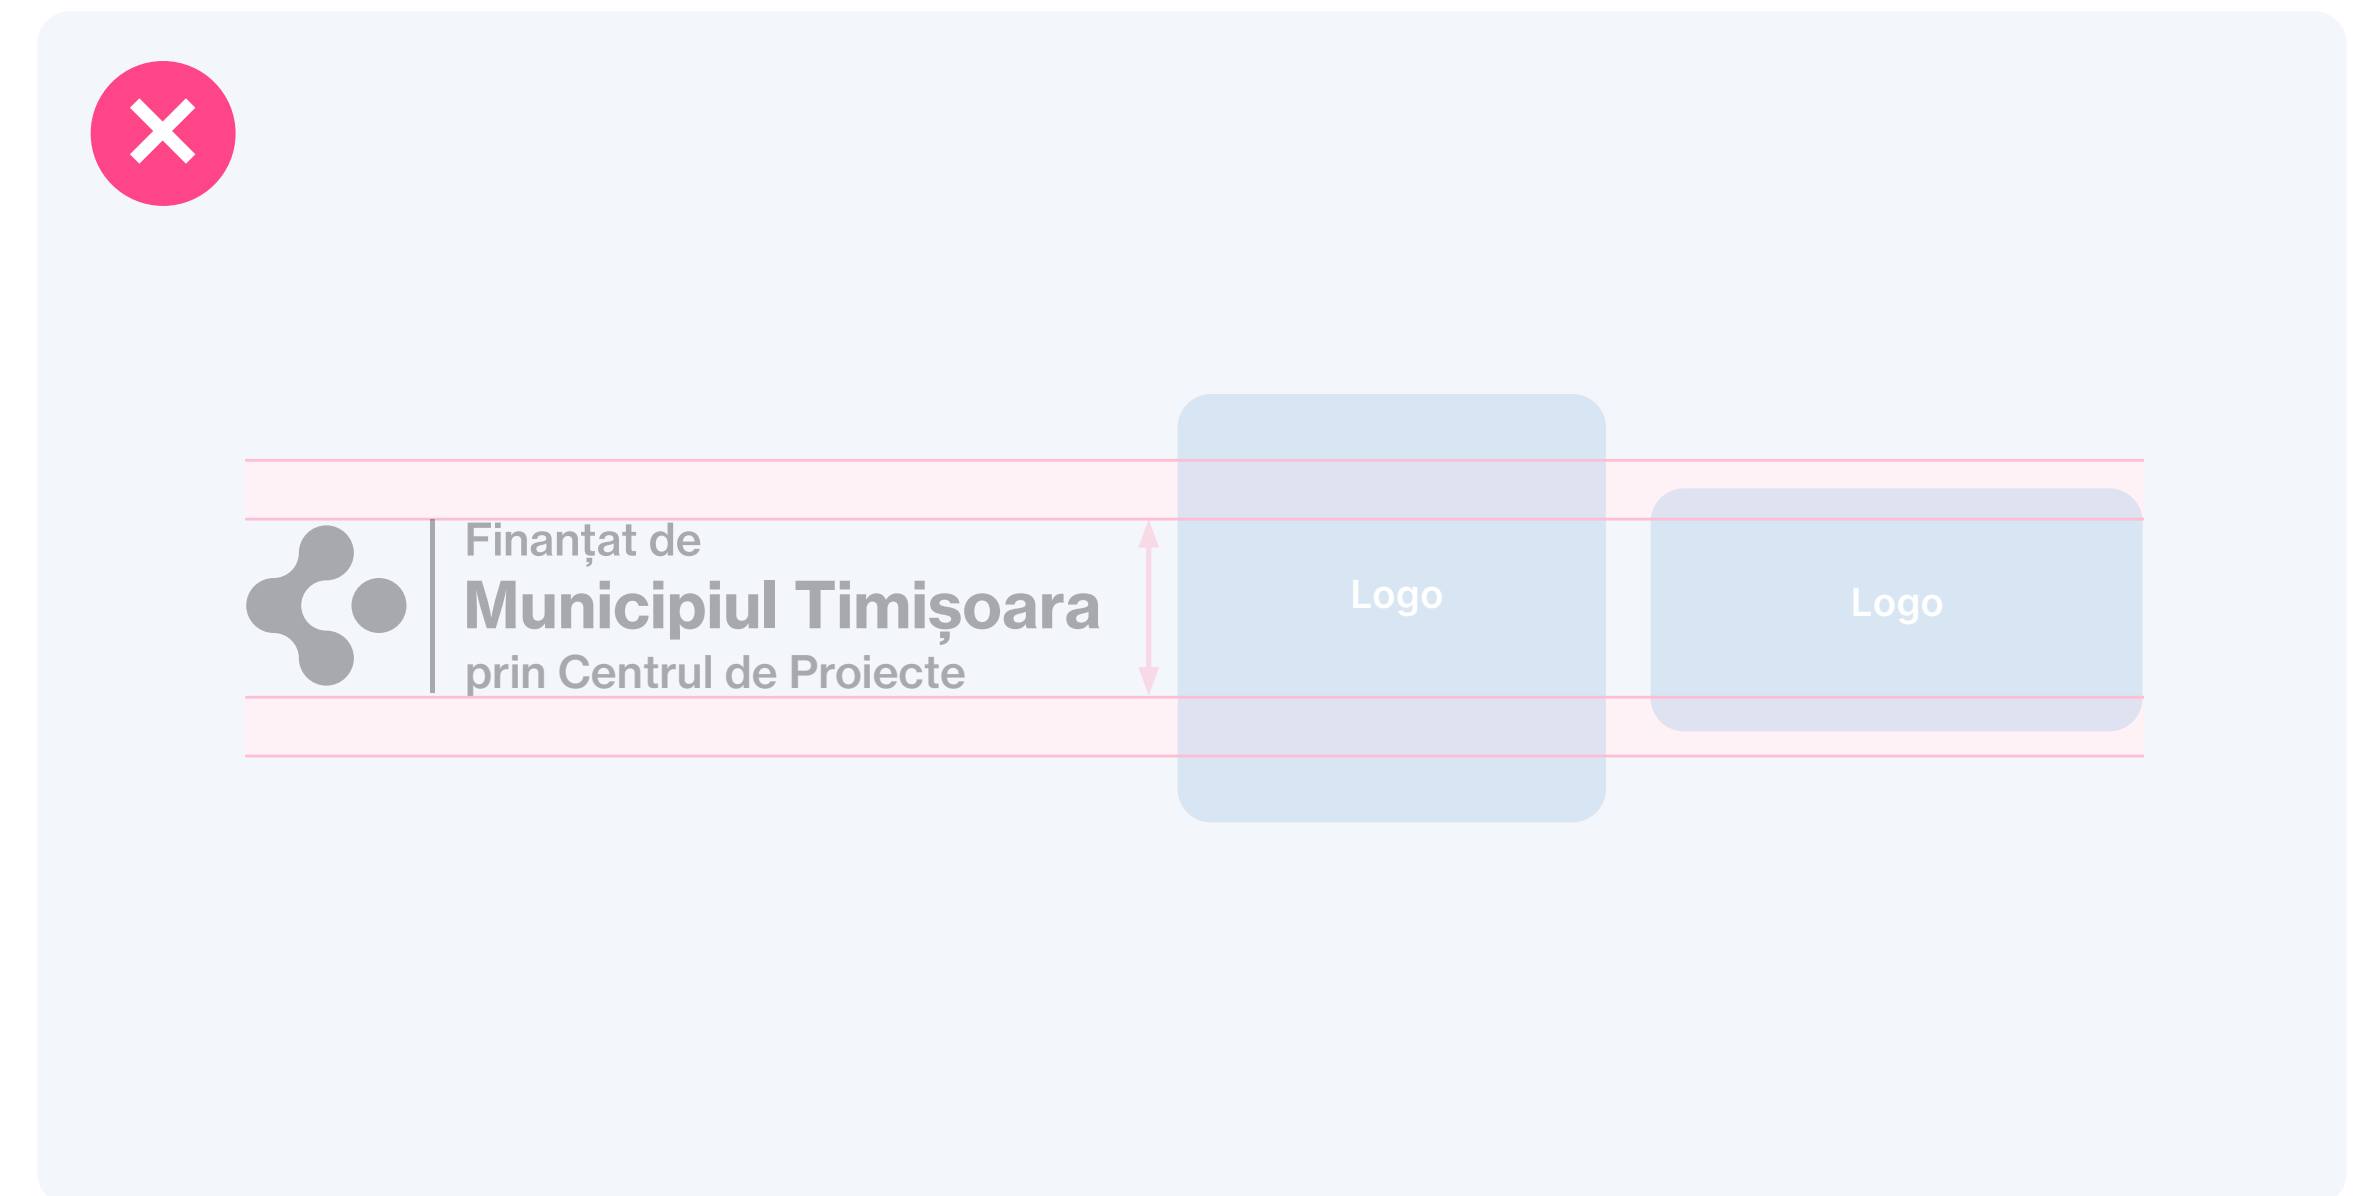 Finanțat de
Municipiul Timișoara
prin Centrul de Proiecte
Logo
Logo